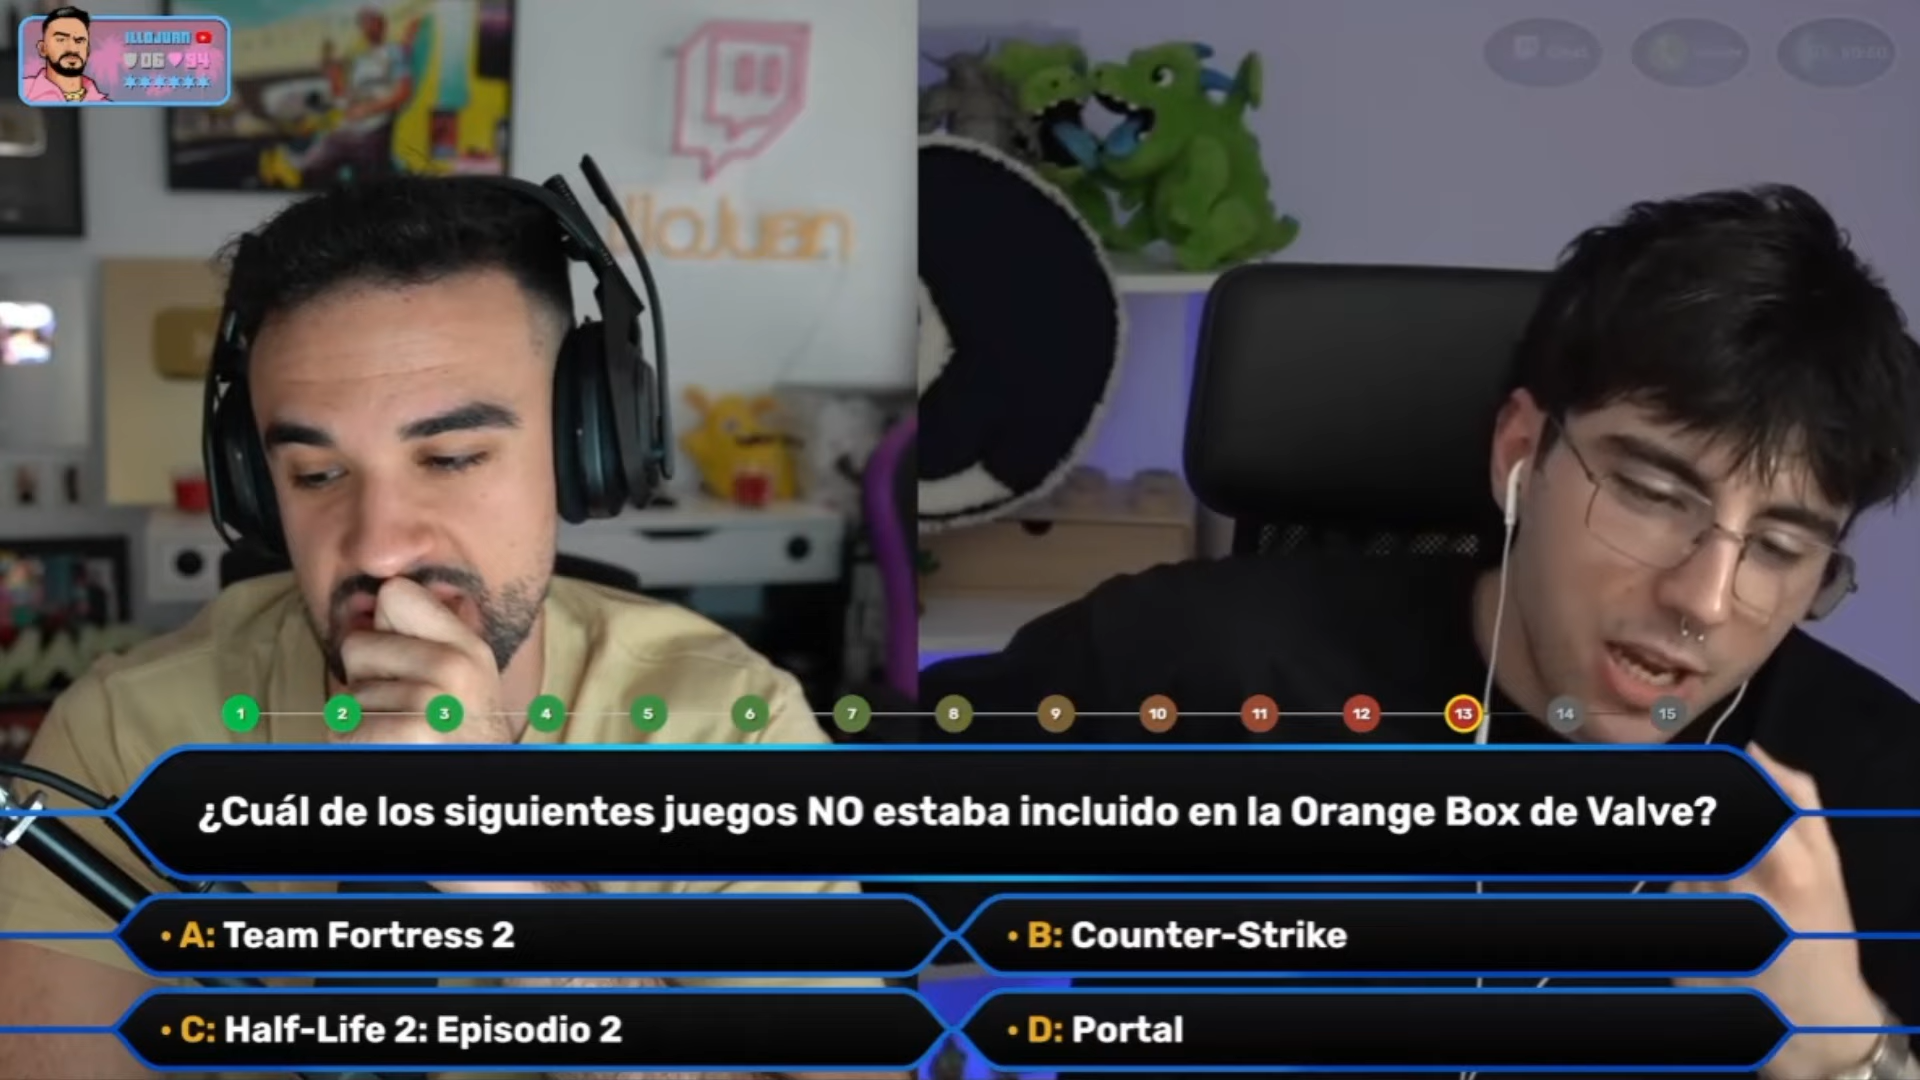 ILLOJUAN
06 94
illoJuan
1 2 3 4 5 6 7 8 9 10 11 12 13 14 15
¿Cuál de los siguientes juegos NO estaba incluido en la Orange Box de Valve?
• A: Team Fortress 2
• B: Counter-Strike
• C: Half-Life 2: Episodio 2
• D: Portal